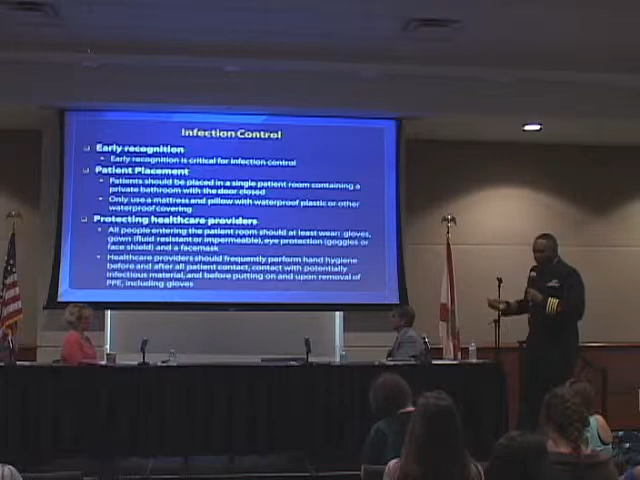 Infection Control
Early recognition
Early recognition is critical for infection control
Patient Placement
Patients should be placed in a single patient room containing a
private bathroom with the door closed
Only use a mattress and pillow with waterproof plastic or other
waterproof covering
Protecting healthcare providers
All people entering the patient room should at least wear: gloves,
gown (fluid resistant or impermeable), eye protection (goggles or
face shield) and a facemask
Healthcare providers should frequently perform hand hygiene
before and after all patient contact, contact with potentially
infectious material, and before putting on and upon removal of
PPE, including gloves